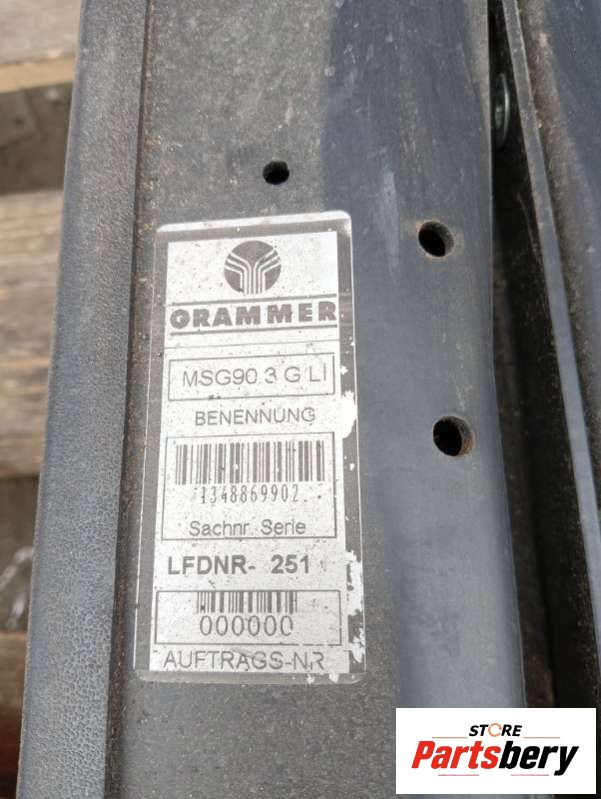 GRAMMER
MSG90.3 G LI
BENENNUNG
1348869902
Sachnr. Serie
LFDNR- 251
000000
AUFTRAGS-NR
STORE
Partsbery